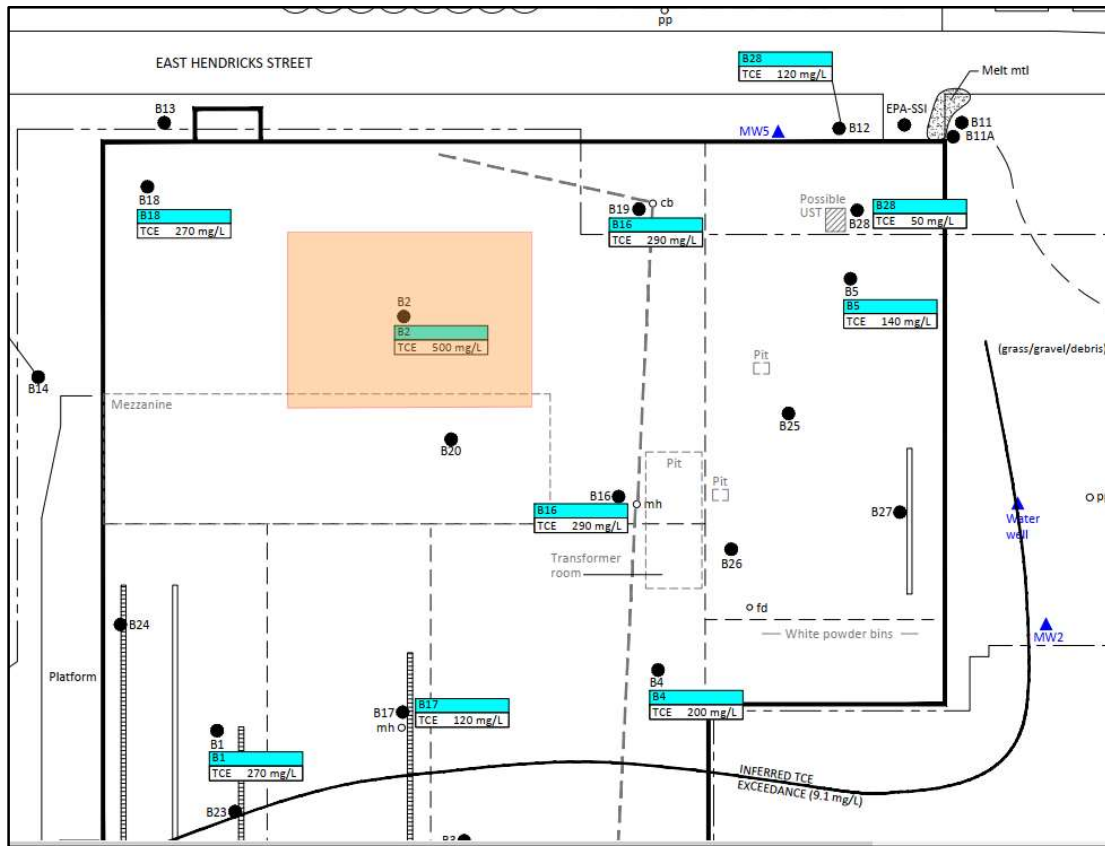 pp
EAST HENDRICKS STREET
B28
TCE 120 mg/L
Melt mtl
B13
EPA-SSI
MW5
B12
B11
B11A
B18
B18
TCE 270 mg/L
B19
cb
B16
TCE 290 mg/L
Possible
UST
B28
B28
TCE 50 mg/L
B2
B2
TCE 500 mg/L
B5
B5
TCE 140 mg/L
(grass/gravel/debris)
Pit
B14
Mezzanine
B25
B20
Pit
Pit
B16
mh
B16
TCE 290 mg/L
B27
Water
well
Transformer
room
B26
fd
B24
White powder bins
MW2
Platform
B4
B4
TCE 200 mg/L
B17
mh
B17
TCE 120 mg/L
B1
B1
TCE 270 mg/L
INFERRED TCE
EXCEEDANCE (9.1 mg/L)
B23